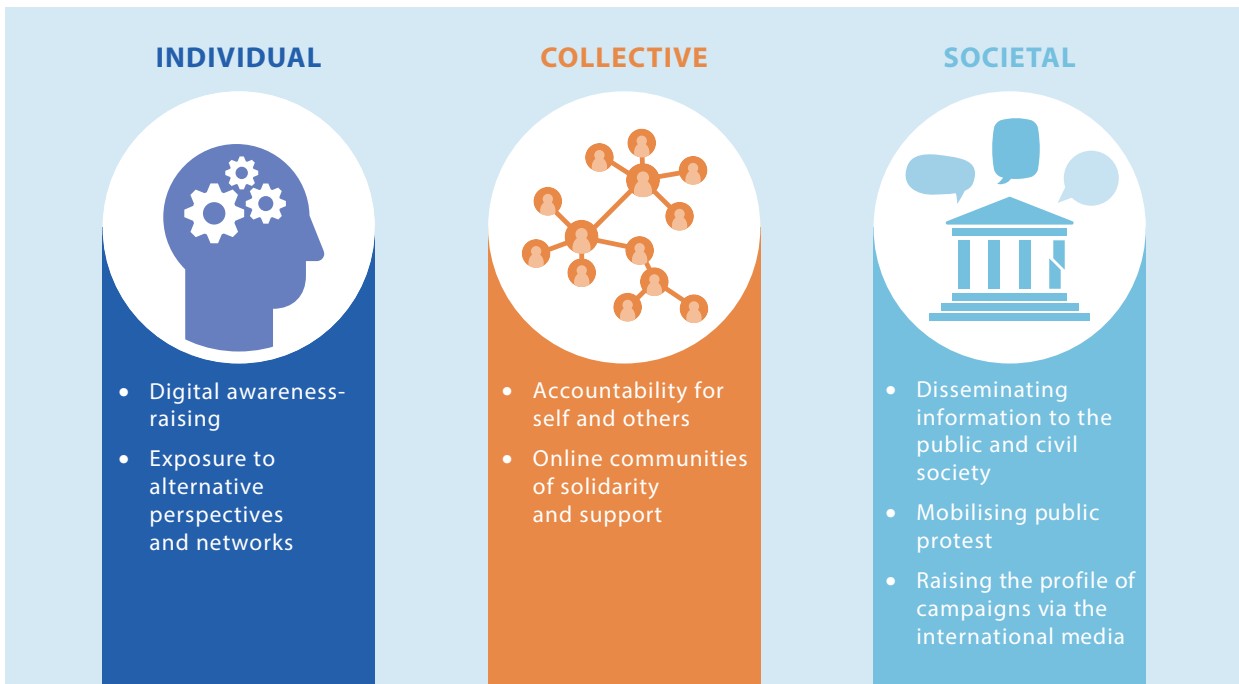 INDIVIDUAL
• Digital awareness-
raising
• Exposure to
alternative
perspectives
and networks
COLLECTIVE
• Accountability for
self and others
• Online communities
of solidarity
and support
SOCIETAL
• Disseminating
information to the
public and civil
society
• Mobilising public
protest
• Raising the profile of
campaigns via the
international media